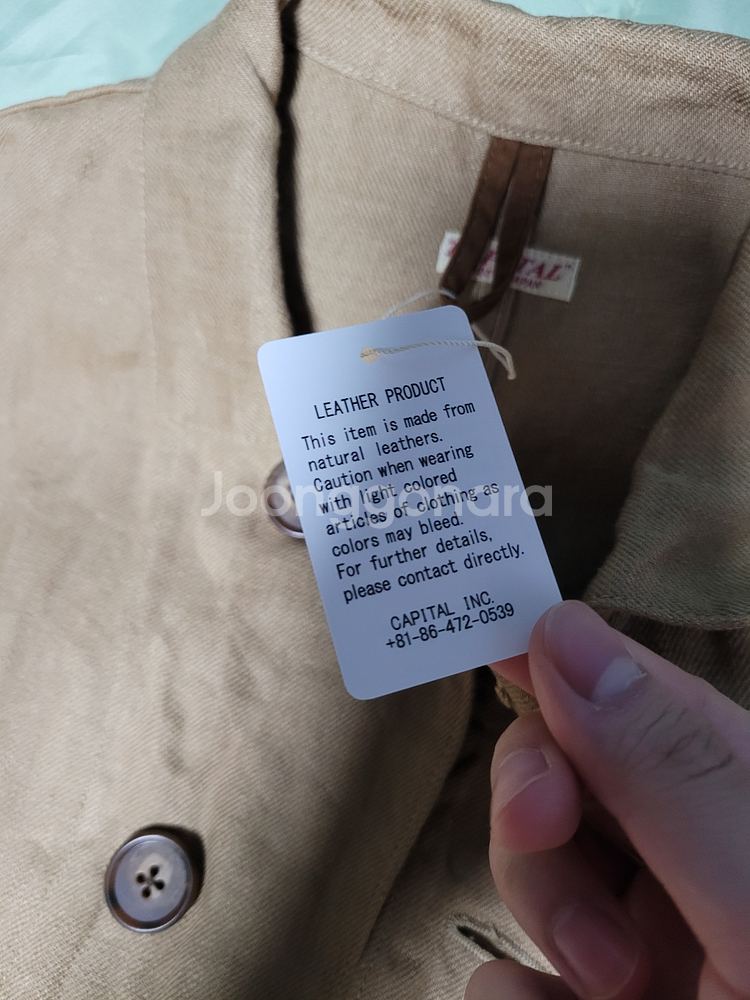 TAL"
LEATHER PRODUCT
This item is made from
natural leathers.
Caution when wearing
with light colored
articles of clothing as
colors may bleed.
For further details,
please contact directly.
CAPITAL INC.
+81-86-472-0539
Joonggonara